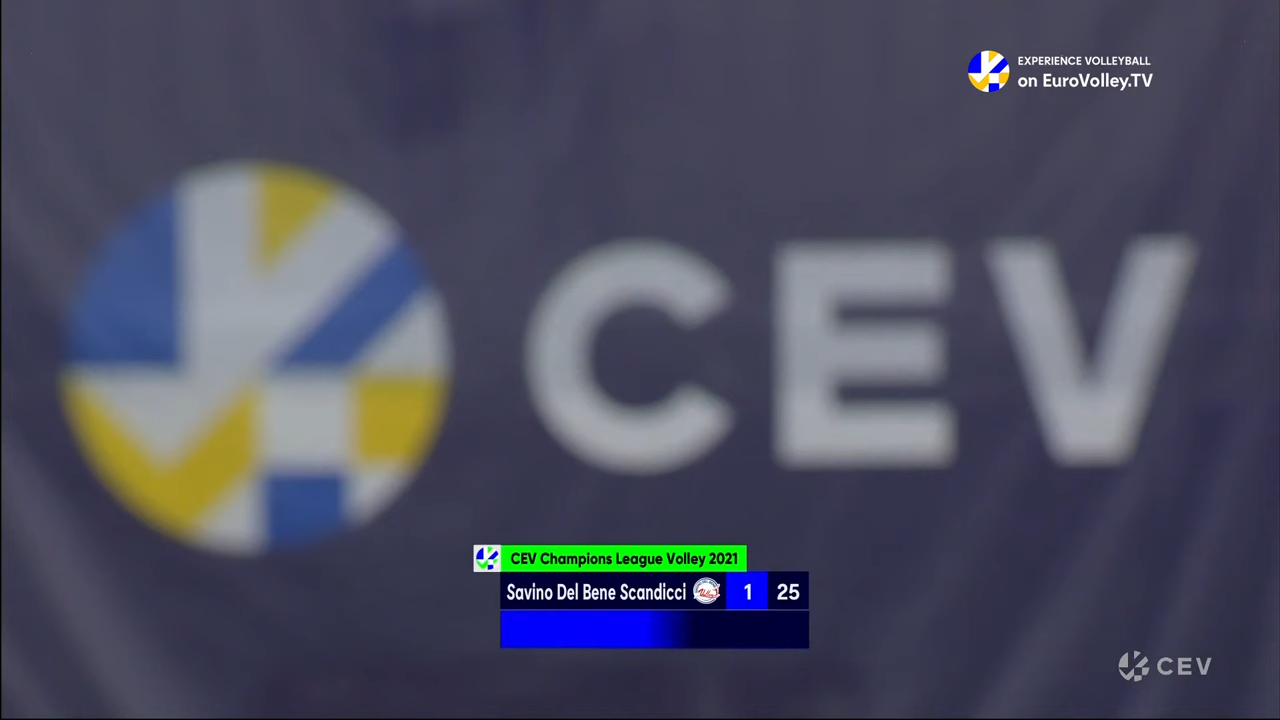 EXPERIENCE VOLLEYBALL
on EuroVolley.TV
CEV
CEV Champions League Volley 2021
Savino Del Bene Scandicci 1 25
CEV